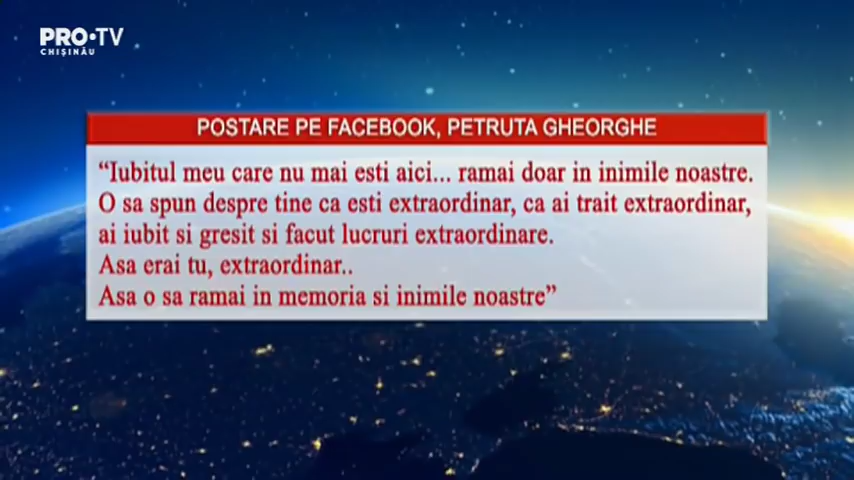 PRO•TV
CHIȘINĂU
POSTARE PE FACEBOOK, PETRUTA GHEORGHE
“Iubitul meu care nu mai esti aici... ramai doar in inimile noastre.
O sa spun despre tine ca esti extraordinar, ca ai trait extraordinar,
ai iubit si gresit si facut lucruri extraordinare.
Asa erai tu, extraordinar..
Asa o sa ramai in memoria si inimile noastre”